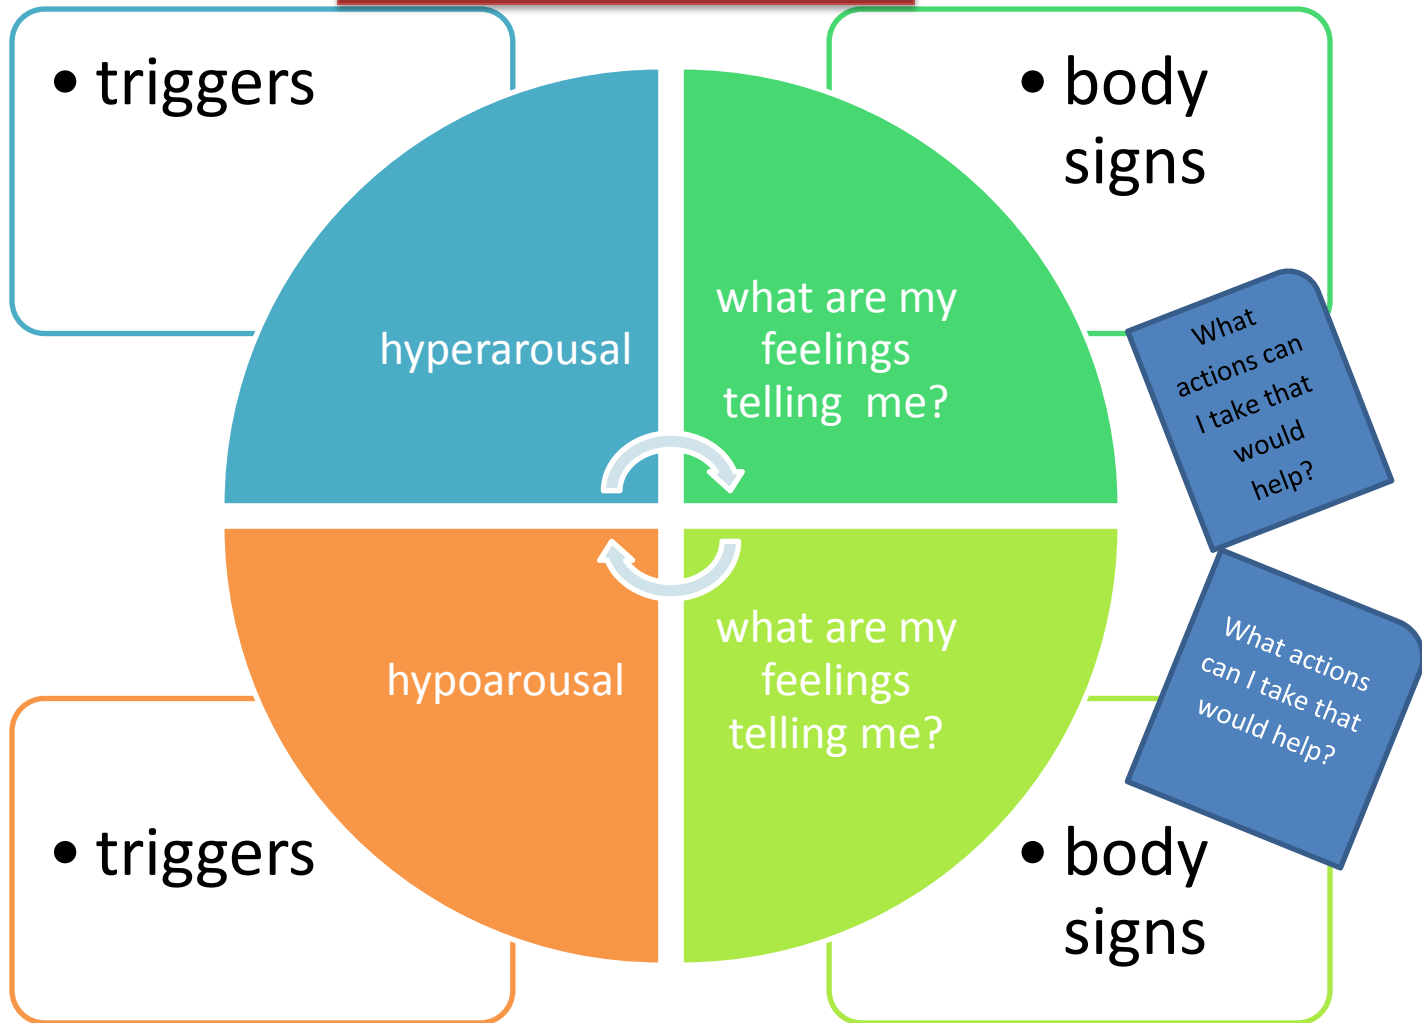 • triggers
• body
signs
hyperarousal
what are my
feelings
telling  me?
What
actions can
I take that
would
help?
hypoarousal
what are my
feelings
telling me?
What actions
can I take that
would help?
• triggers
• body
signs